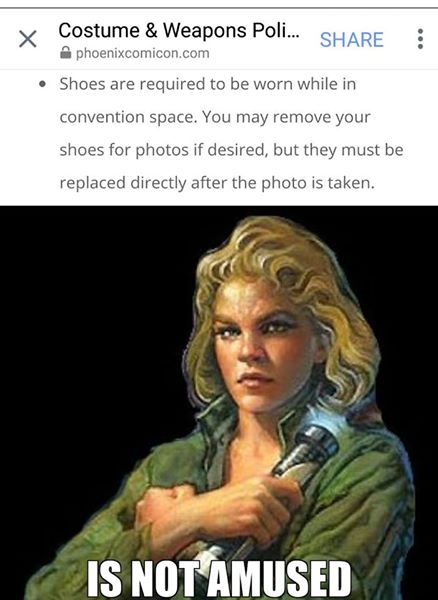 Costume & Weapons Poli...
SHARE
phoenixcomicon.com
• Shoes are required to be worn while in
convention space. You may remove your
shoes for photos if desired, but they must be
replaced directly after the photo is taken.
IS NOT AMUSED